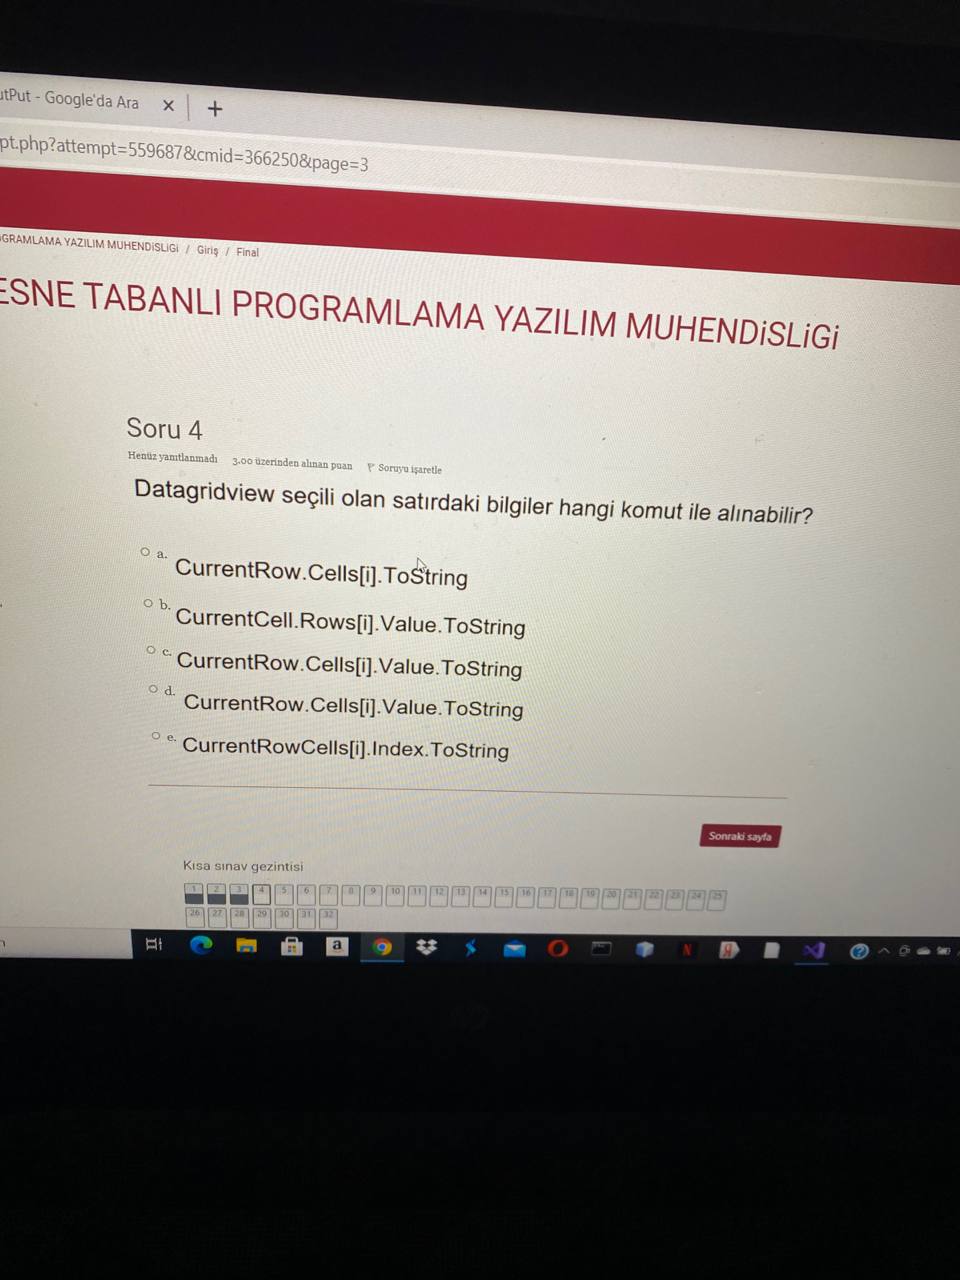 utPut - Google'da Ara
pt.php?attempt=559687&cmid=366250&page=3
GRAMLAMA YAZILIM MUHENDiSLiGi / Giriş / Final
ESNE TABANLI PROGRAMLAMA YAZILIM MUHENDiSLiGi
Soru 4
Henüz yanıtlanmadı 3,00 üzerinden alınan puan Soruyu işaretle
Datagridview seçili olan satırdaki bilgiler hangi komut ile alınabilir?
a. CurrentRow.Cells[i].ToString
b. CurrentCell.Rows[i].Value.ToString
c. CurrentRow.Cells[i].Value.ToString
d. CurrentRow.Cells[i].Value.ToString
e. CurrentRowCells[i].Index.ToString
Sonraki sayfa
Kısa sınav gezintisi
1 2 3 4 5 6 7 8 9 10 11 12 13 14 15 16 17 18 19 20 21 22 23 24 25
26 27 28 29 30 31 32